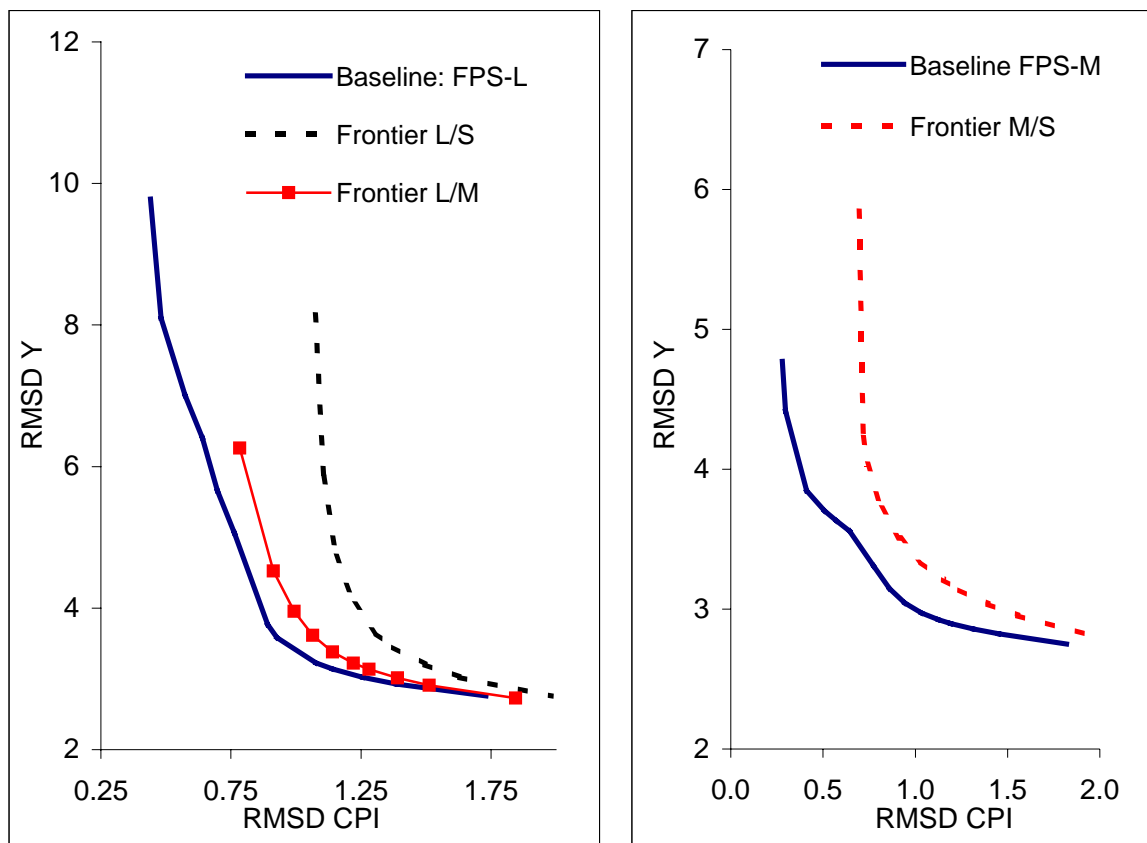 12
10
8
6
4
2
RMSD Y
Baseline: FPS-L
Frontier L/S
Frontier L/M
0.25 0.75 1.25 1.75
RMSD CPI
7
6
5
4
3
2
RMSD Y
Baseline FPS-M
Frontier M/S
0.0 0.5 1.0 1.5 2.0
RMSD CPI